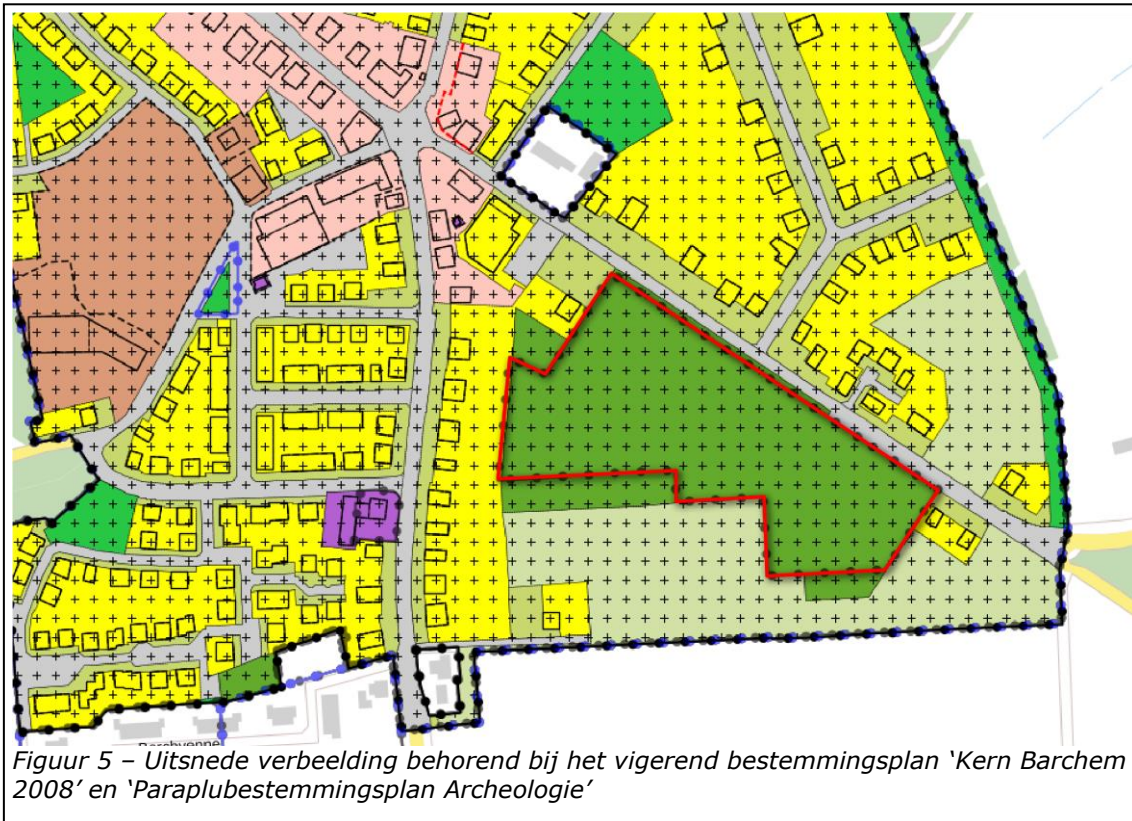 Figuur 5 – Uitsnede verbeelding behorend bij het vigerend bestemmingsplan ‘Kern Barchem
2008’ en ‘Paraplubestemmingsplan Archeologie’